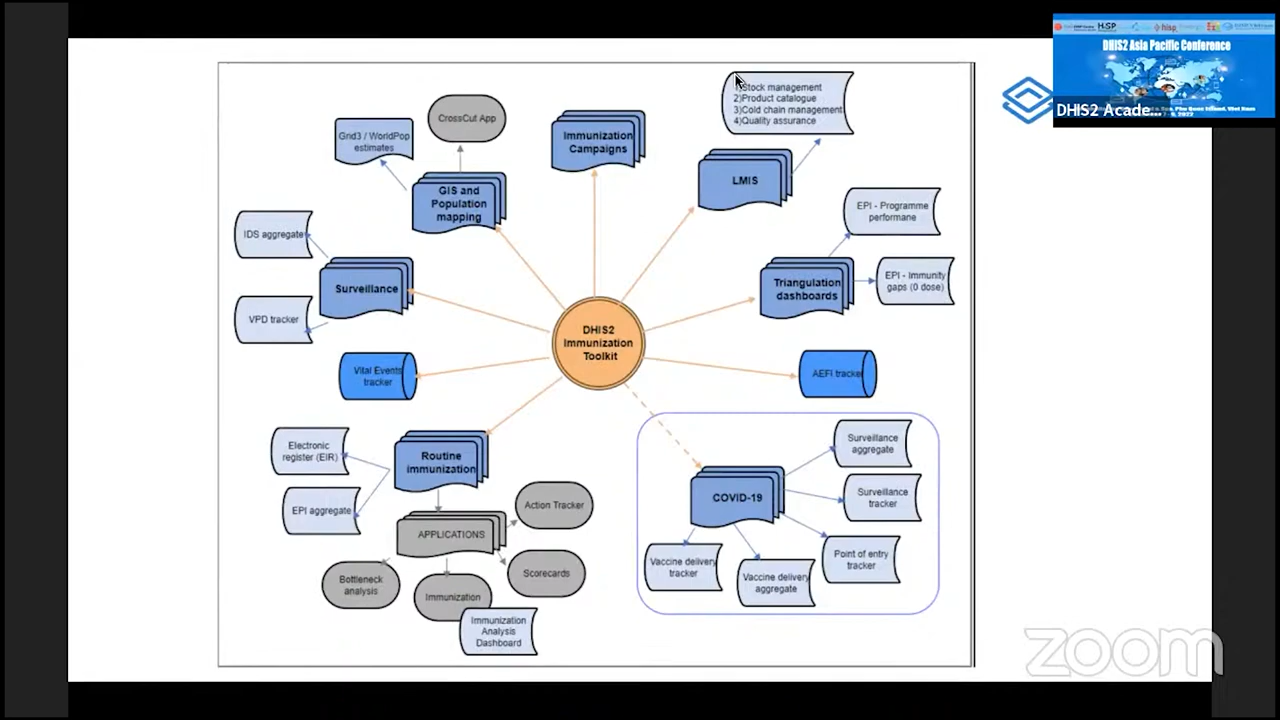 DHIS2 Asia Pacific Conference
DHIS2 Acade
Grid3 / WorldPop
estimates
CrossCut App
GIS and
Population
mapping
Immunization
Campaigns
1)Stock management
2)Product catalogue
3)Cold chain management
4)Quality assurance
LMIS
EPI - Programme
performane
EPI - Immunity
gaps (0 dose)
Triangulation
dashboards
IDS aggregate
Surveillance
VPD tracker
DHIS2
Immunization
Toolkit
Vital Events
tracker
AEFI tracker
Electronic
register (EIR)
EPI aggregate
Routine
immunization
APPLICATIONS
Action Tracker
Scorecards
Bottleneck
analysis
Immunization
Immunization
Analysis
Dashboard
COVID-19
Surveillance
aggregate
Surveillance
tracker
Point of entry
tracker
Vaccine delivery
tracker
Vaccine delivery
aggregate
zoom